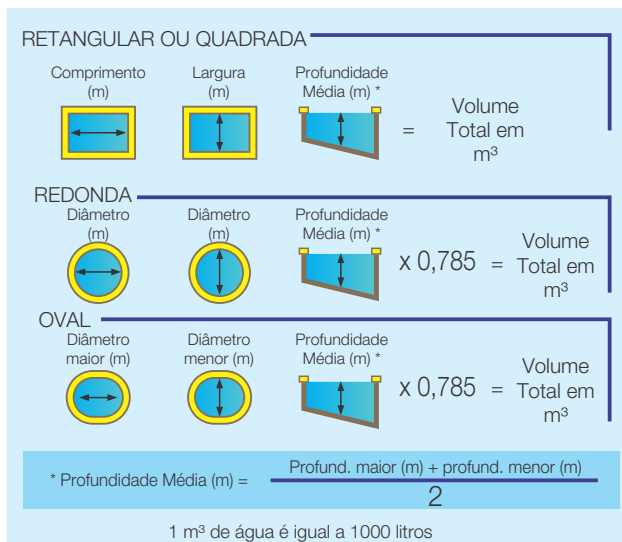 RETANGULAR OU QUADRADA
Comprimento
(m)
Largura
(m)
Profundidade
Média (m) *
=
Volume
Total em
m³
REDONDA
Diâmetro
(m)
Diâmetro
(m)
Profundidade
Média (m) *
x 0,785
=
Volume
Total em
m³
OVAL
Diâmetro
maior (m)
Diâmetro
menor (m)
Profundidade
Média (m) *
x 0,785
=
Volume
Total em
m³
* Profundidade Média (m) =
Profund. maior (m) + profund. menor (m)
2
1 m³ de água é igual a 1000 litros